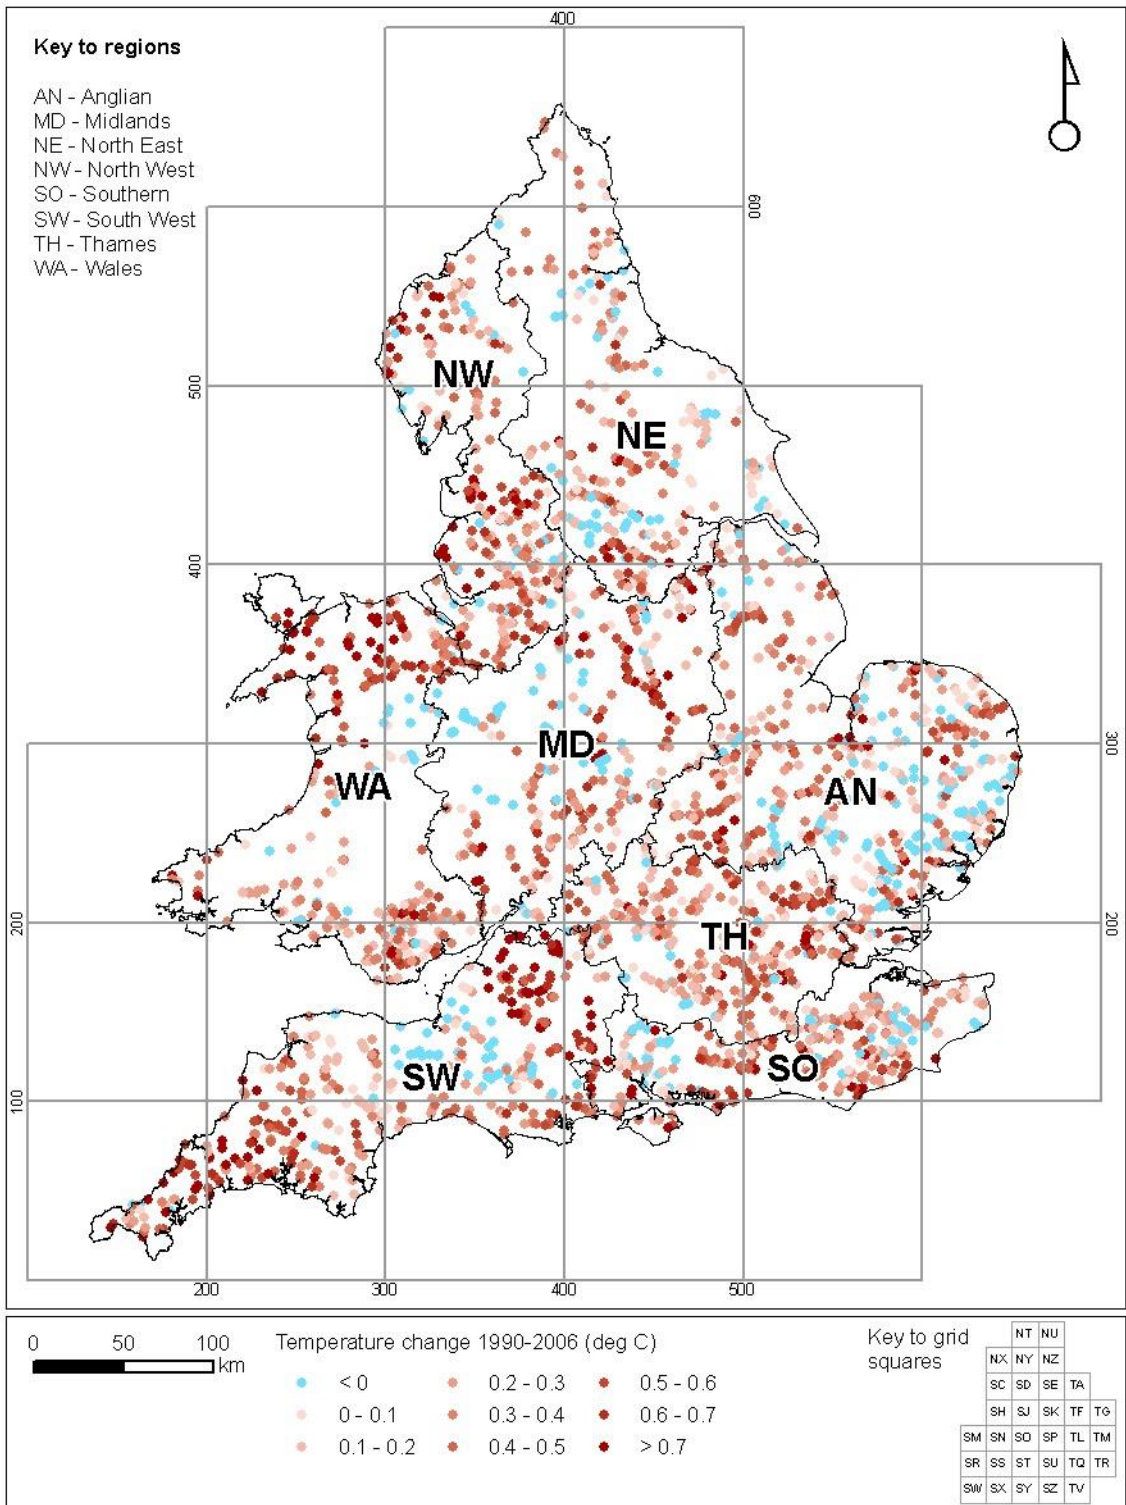 Key to regions
AN - Anglian
MD - Midlands
NE - North East
NW - North West
SO - Southern
SW - South West
TH - Thames
WA - Wales
400
600
500
400
300
200
100
300
200
200
300
400
500
NW
NE
MD
WA
AN
TH
SW
SO
0 50 100
km
Temperature change 1990-2006 (deg C)
< 0
0 - 0.1
0.1 - 0.2
0.2 - 0.3
0.3 - 0.4
0.4 - 0.5
0.5 - 0.6
0.6 - 0.7
> 0.7
Key to grid
squares
NT NU
NX NY NZ
SC SD SE TA
SH SJ SK TF TG
SM SN SO SP TL TM
SR SS ST SU TQ TR
SW SX SY SZ TV